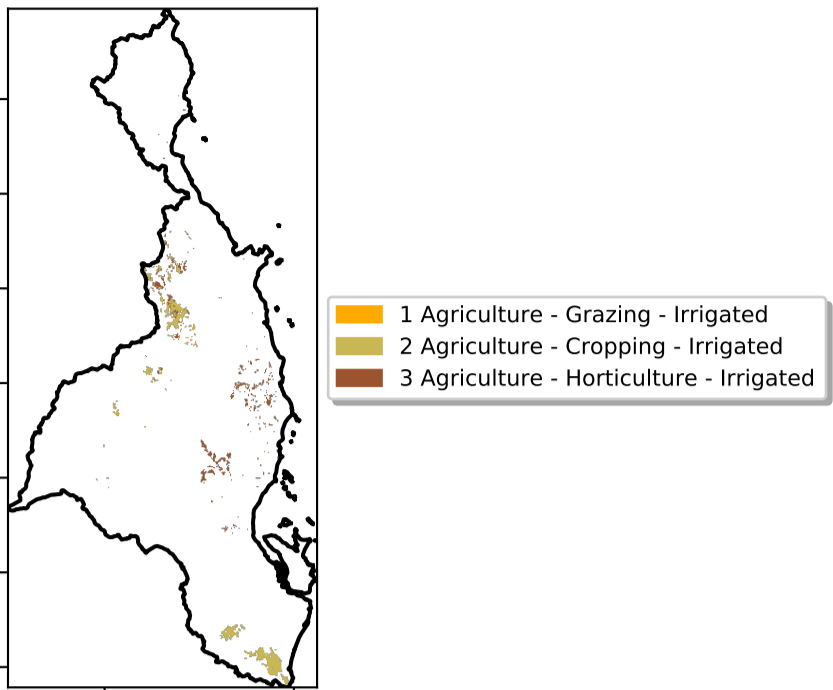 1 Agriculture - Grazing - Irrigated
2 Agriculture - Cropping - Irrigated
3 Agriculture - Horticulture - Irrigated